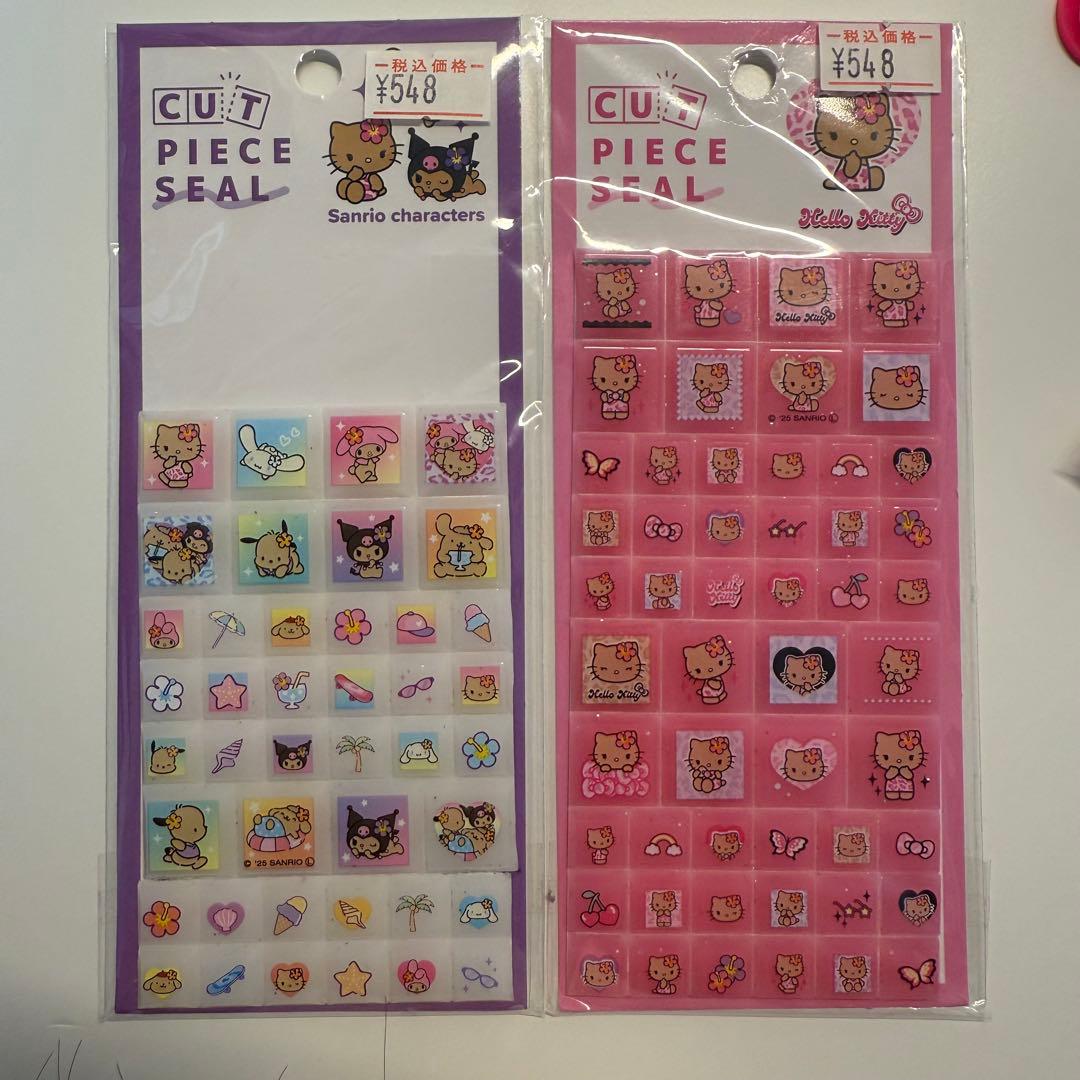 税込価格
¥548
CUT
PIECE
SEAL
Sanrio characters
© '25 SANRIO Ⓛ
税込価格
¥548
CUT
PIECE
SEAL
Hello Kitty
Hello Kitty
© '25 SANRIO Ⓛ
Hello Kitty
Hello Kitty